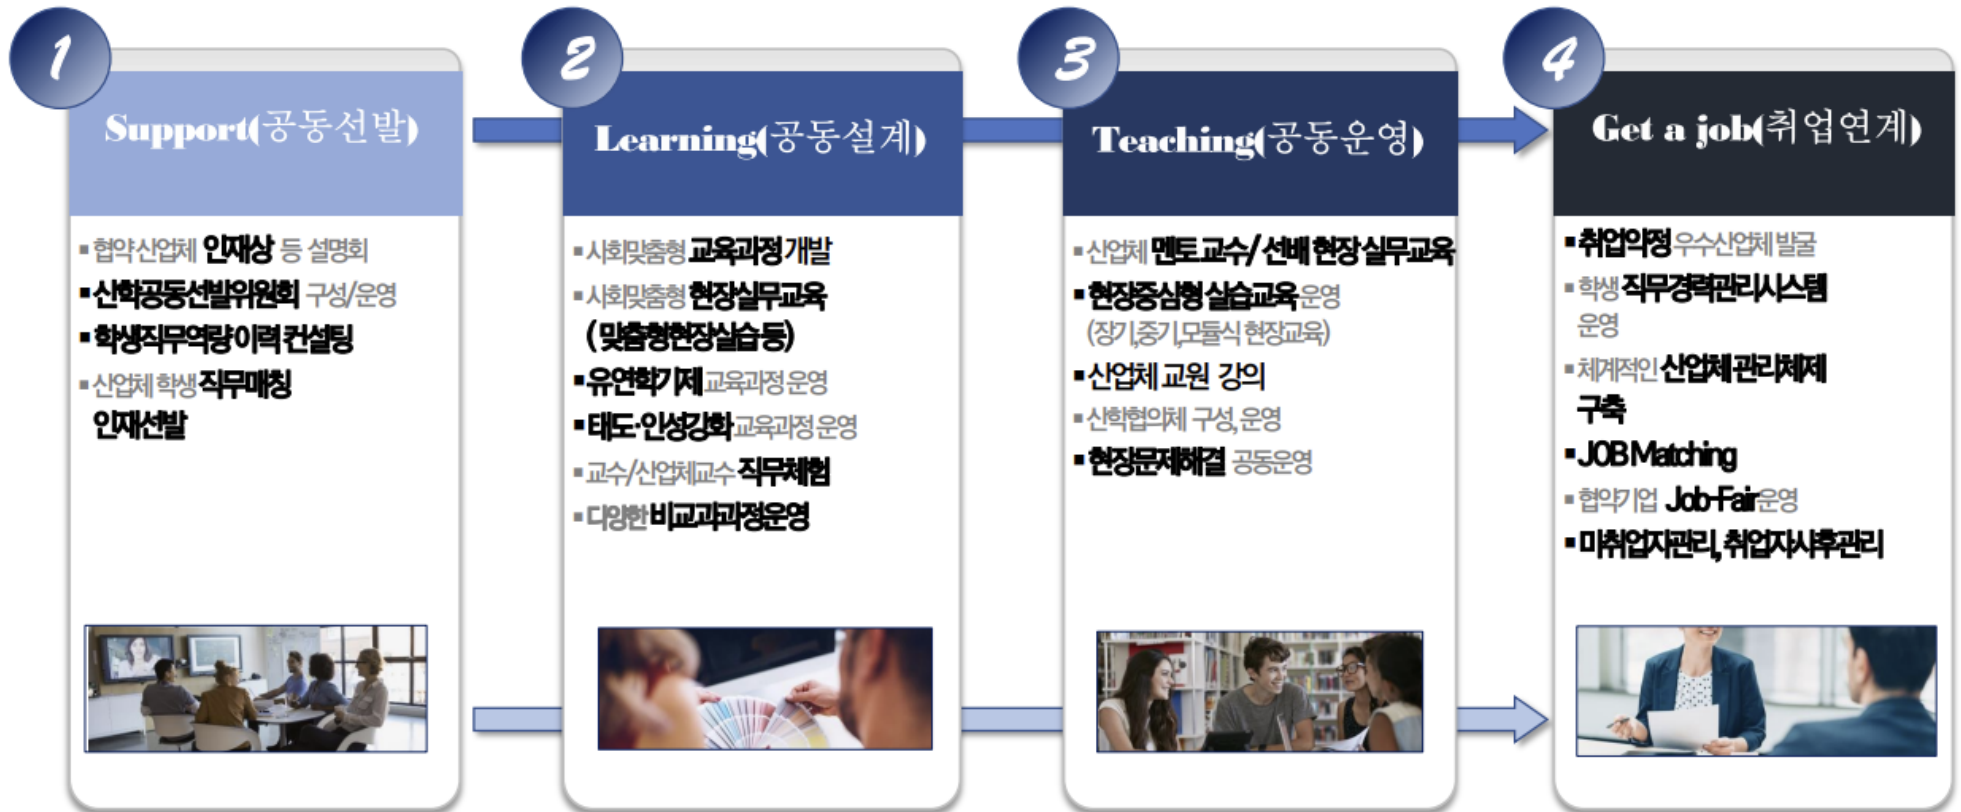 1
Support(공동선발)
▪ 협약산업체 인재상 등 설명회
▪ 산학공동선발위원회 구성/운영
▪ 학생직무역량이력 컨설팅
▪ 산업체 학생 직무매칭
인재선발
2
Learning(공동설계)
▪ 사회맞춤형 교육과정 개발
▪ 사회맞춤형 현장실무교육
(맞춤형현장실습 등)
▪ 유연학기제 교육과정 운영
▪ 태도·인성강화 교육과정 운영
▪ 교수/산업체교수 직무체험
▪ 다양한 비교과과정운영
3
Teaching(공동운영)
▪ 산업체 멘토 교수/ 선배 현장 실무교육
▪ 현장중심형 실습교육 운영
(장기,중기,모듈식 현장교육)
▪ 산업체 교원 강의
▪ 산학협의체 구성, 운영
▪ 현장문제해결 공동운영
4
Get a job(취업연계)
▪ 취업약정 우수산업체 발굴
▪ 학생 직무경력관리시스템
운영
▪ 체계적인 산업체 관리체제
구축
▪ JOB Matching
▪ 협약기업 Job-Fair운영
▪ 미취업자관리, 취업자사후관리